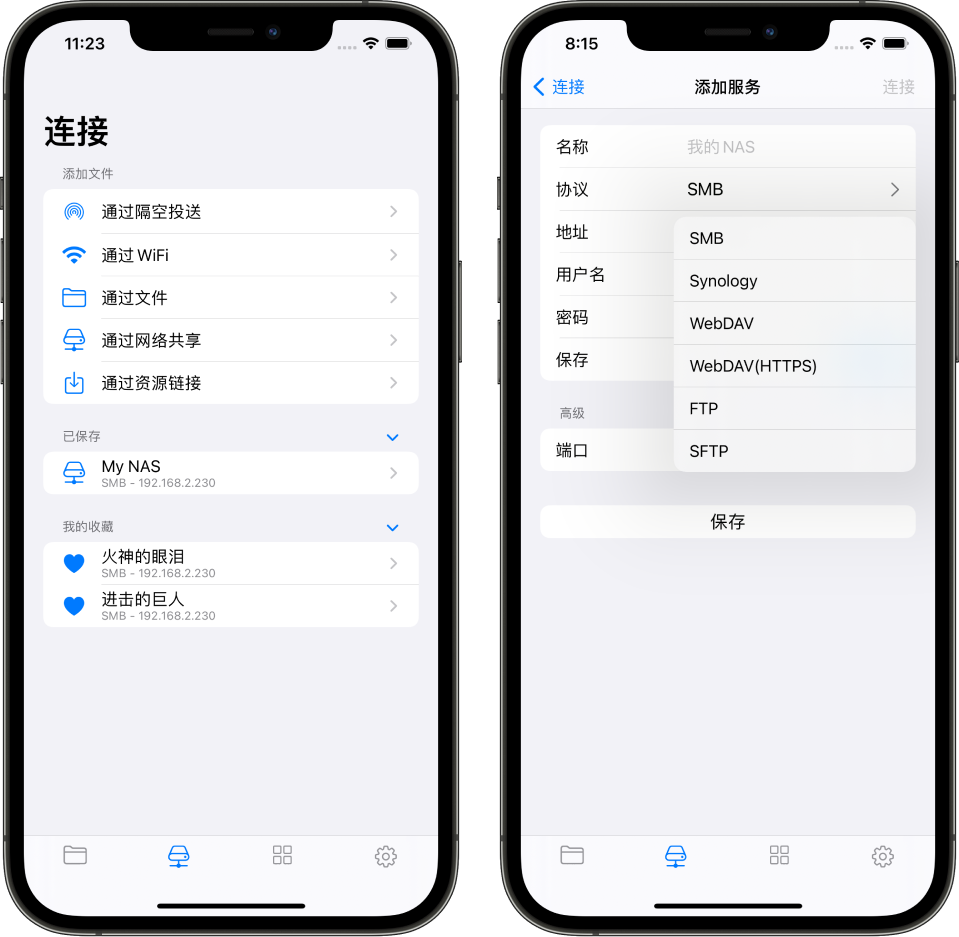 11:23
连接
添加文件
通过隔空投送
通过 WiFi
通过文件
通过网络共享
通过资源链接
已保存
My NAS
SMB - 192.168.2.230
我的收藏
火神的眼泪
SMB - 192.168.2.230
进击的巨人
SMB - 192.168.2.230
8:15
连接 添加服务 连接
名称 我的 NAS
协议 SMB
地址
用户名
密码
保存
SMB
Synology
WebDAV
WebDAV(HTTPS)
FTP
SFTP
高级
端口
保存